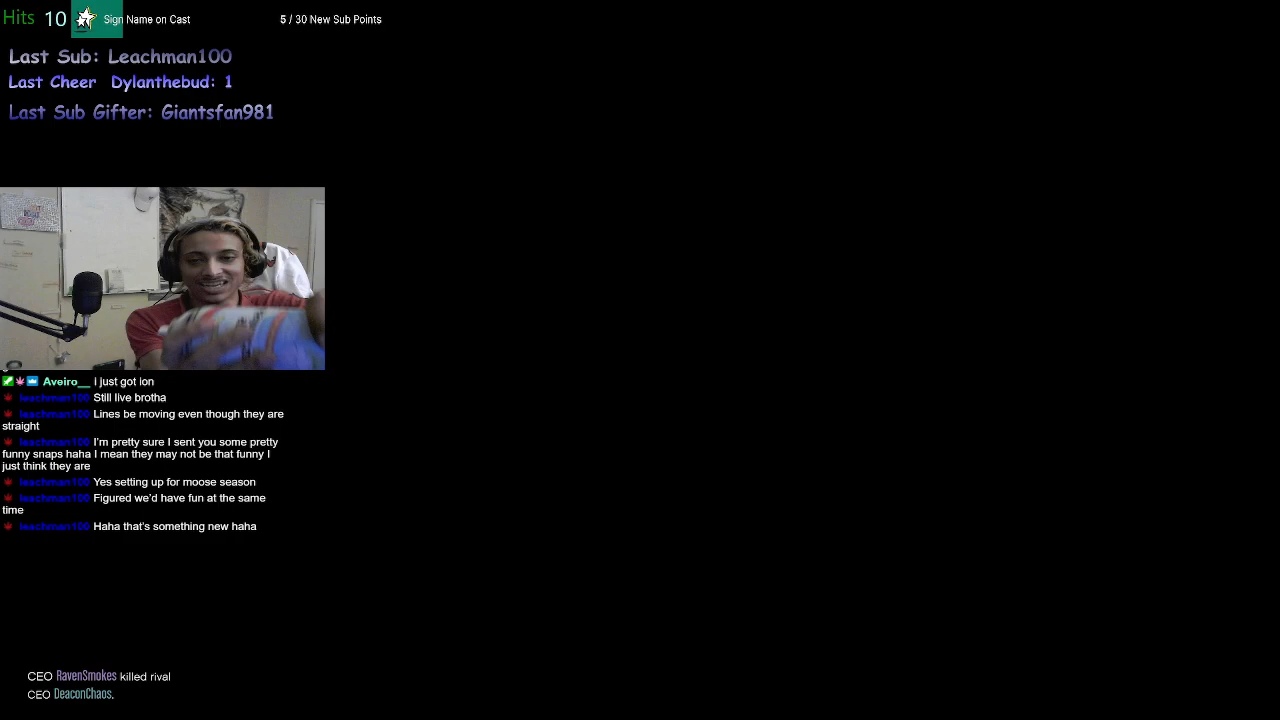 Hits 10 Sign Name on Cast 5 / 30 New Sub Points
Last Sub: Leachman100
Last Cheer Dylanthebud: 1
Last Sub Gifter: Giantsfan981
Aveiro__ I just got ion
leachman100 Still live brotha
leachman100 Lines be moving even though they are
straight
leachman100 I'm pretty sure I sent you some pretty
funny snaps haha I mean they may not be that funny I
just think they are
leachman100 Yes setting up for moose season
leachman100 Figured we'd have fun at the same
time
leachman100 Haha that's something new haha
CEO RavenSmokes killed rival
CEO DeaconChaos.